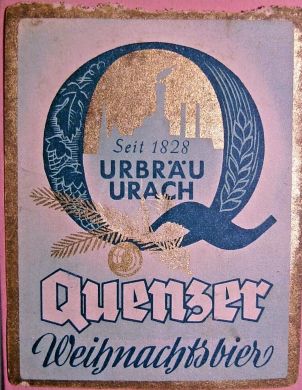 Q
Seit 1828
URBRÄU
URACH
Quenzer
Weihnachtsbier